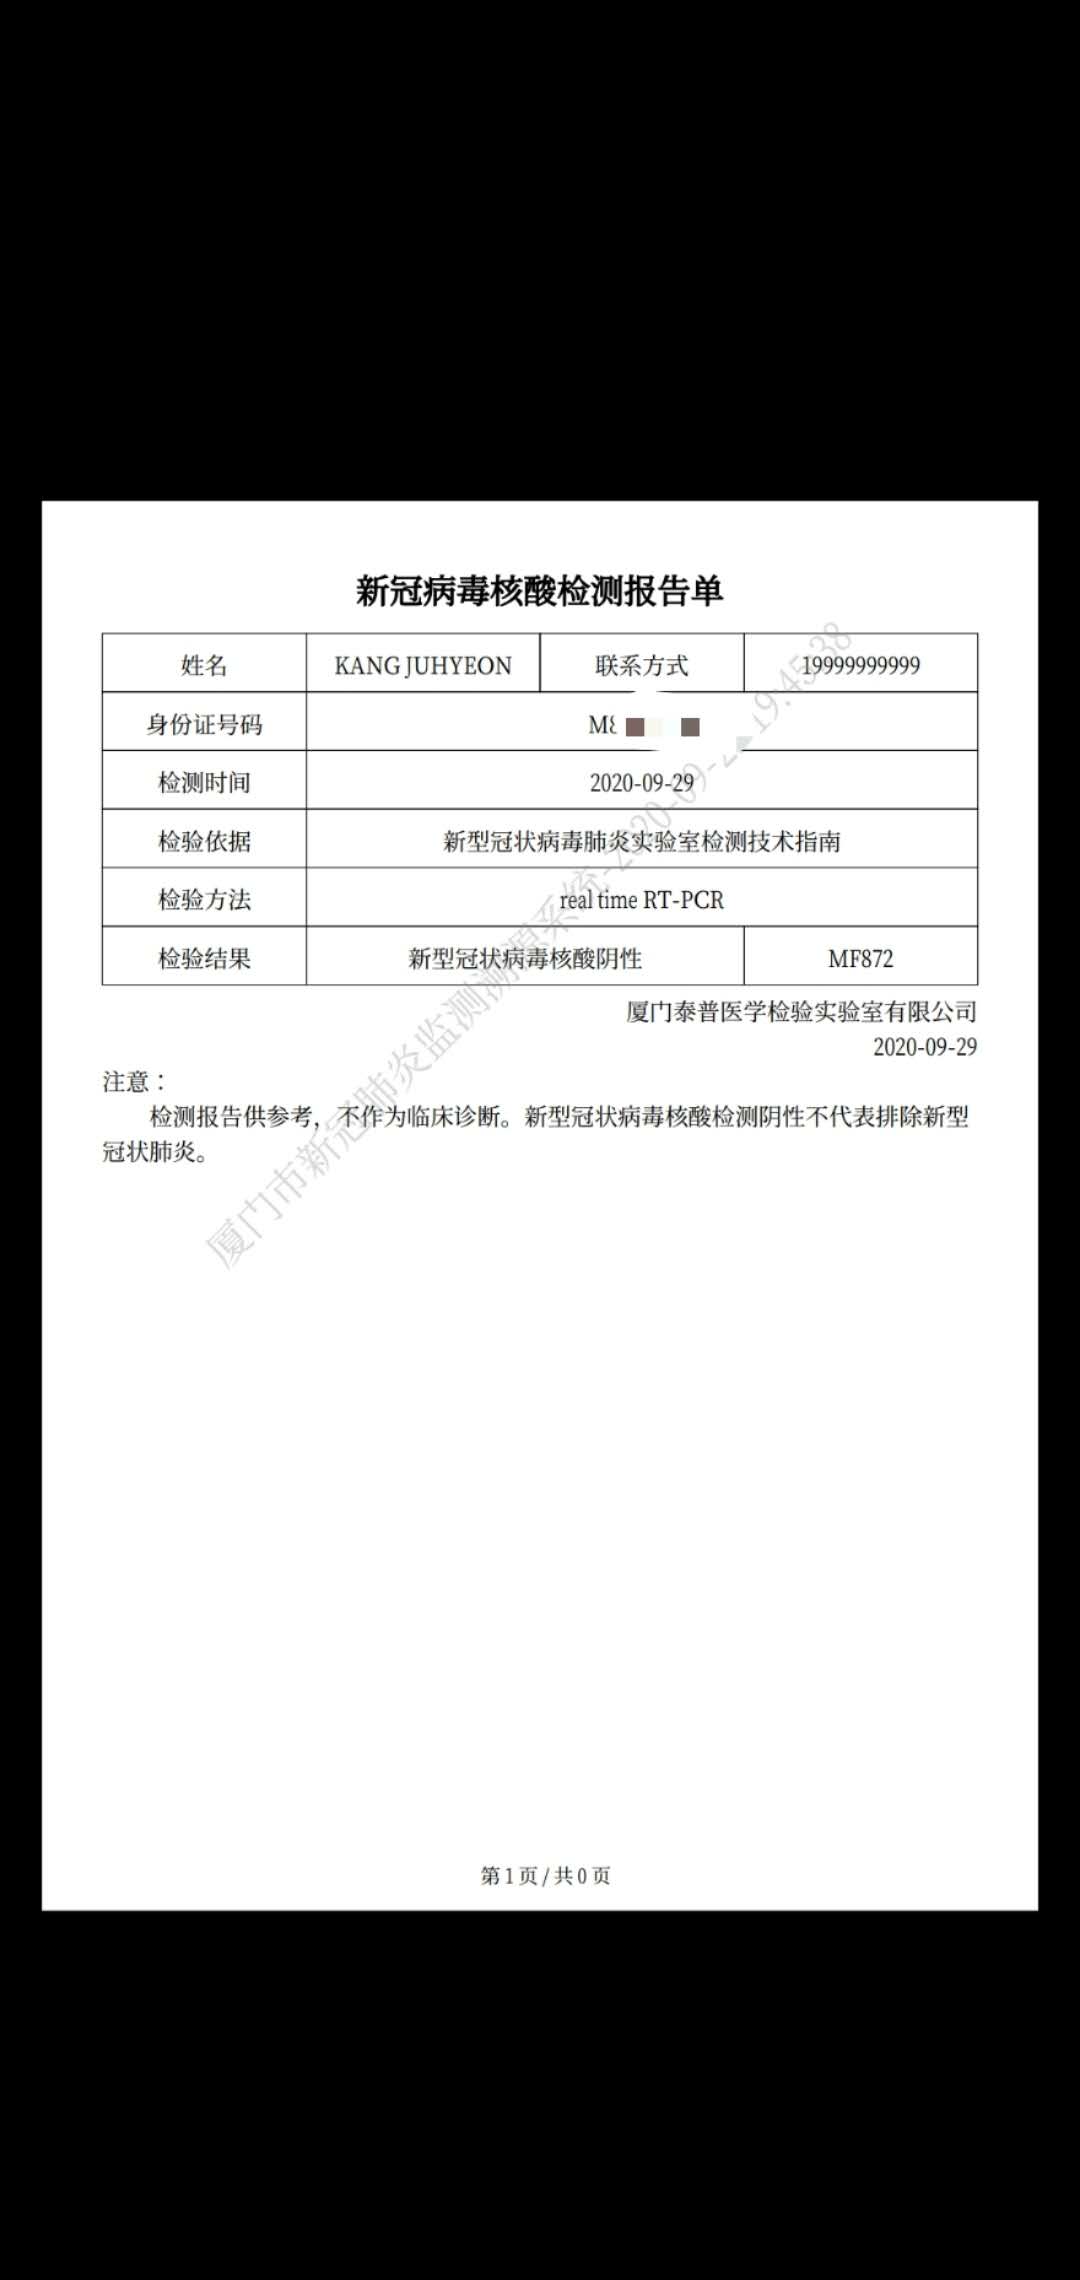 新冠病毒核酸检测报告单
姓名 KANG JUHYEON 联系方式 19999999999
身份证号码 M8
检测时间 2020-09-29
检验依据 新型冠状病毒肺炎实验室检测技术指南
检验方法 real time RT-PCR
检验结果 新型冠状病毒核酸阴性 MF872
厦门泰普医学检验实验室有限公司
2020-09-29
注意：
检测报告供参考，不作为临床诊断。新型冠状病毒核酸检测阴性不代表排除新型
冠状肺炎。
厦门市新冠肺炎监测溯源系统-2020-09-2 19:45:38
第1页/共0页